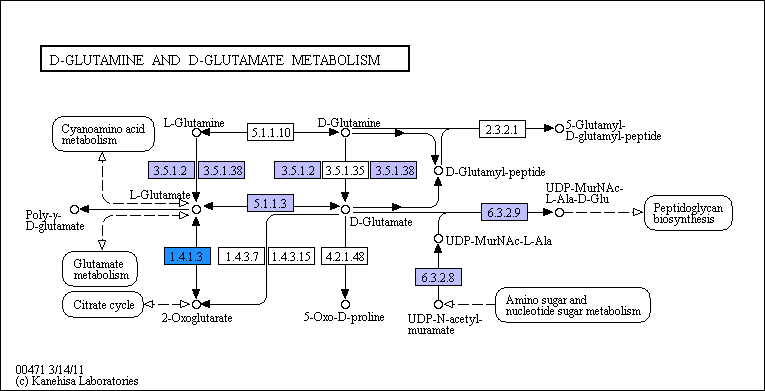 D-GLUTAMINE AND D-GLUTAMATE METABOLISM
Cyanoamino acid
metabolism
L-Glutamine
5.1.1.10
D-Glutamine
2.3.2.1
5-Glutamyl-
D-glutamyl-peptide
3.5.1.2
3.5.1.38
3.5.1.2
3.5.1.35
3.5.1.38
D-Glutamyl-peptide
L-Glutamate
5.1.1.3
D-Glutamate
Poly-γ-
D-glutamate
6.3.2.9
UDP-MurNAc-
L-Ala-D-Glu
Peptidoglycan
biosynthesis
UDP-MurNAc-L-Ala
Glutamate
metabolism
1.4.1.3
1.4.3.7
1.4.3.15
4.2.1.48
6.3.2.8
Citrate cycle
2-Oxoglutarate
5-Oxo-D-proline
UDP-N-acetyl-
muramate
Amino sugar and
nucleotide sugar metabolism
00471 3/14/11
(c) Kanehisa Laboratories